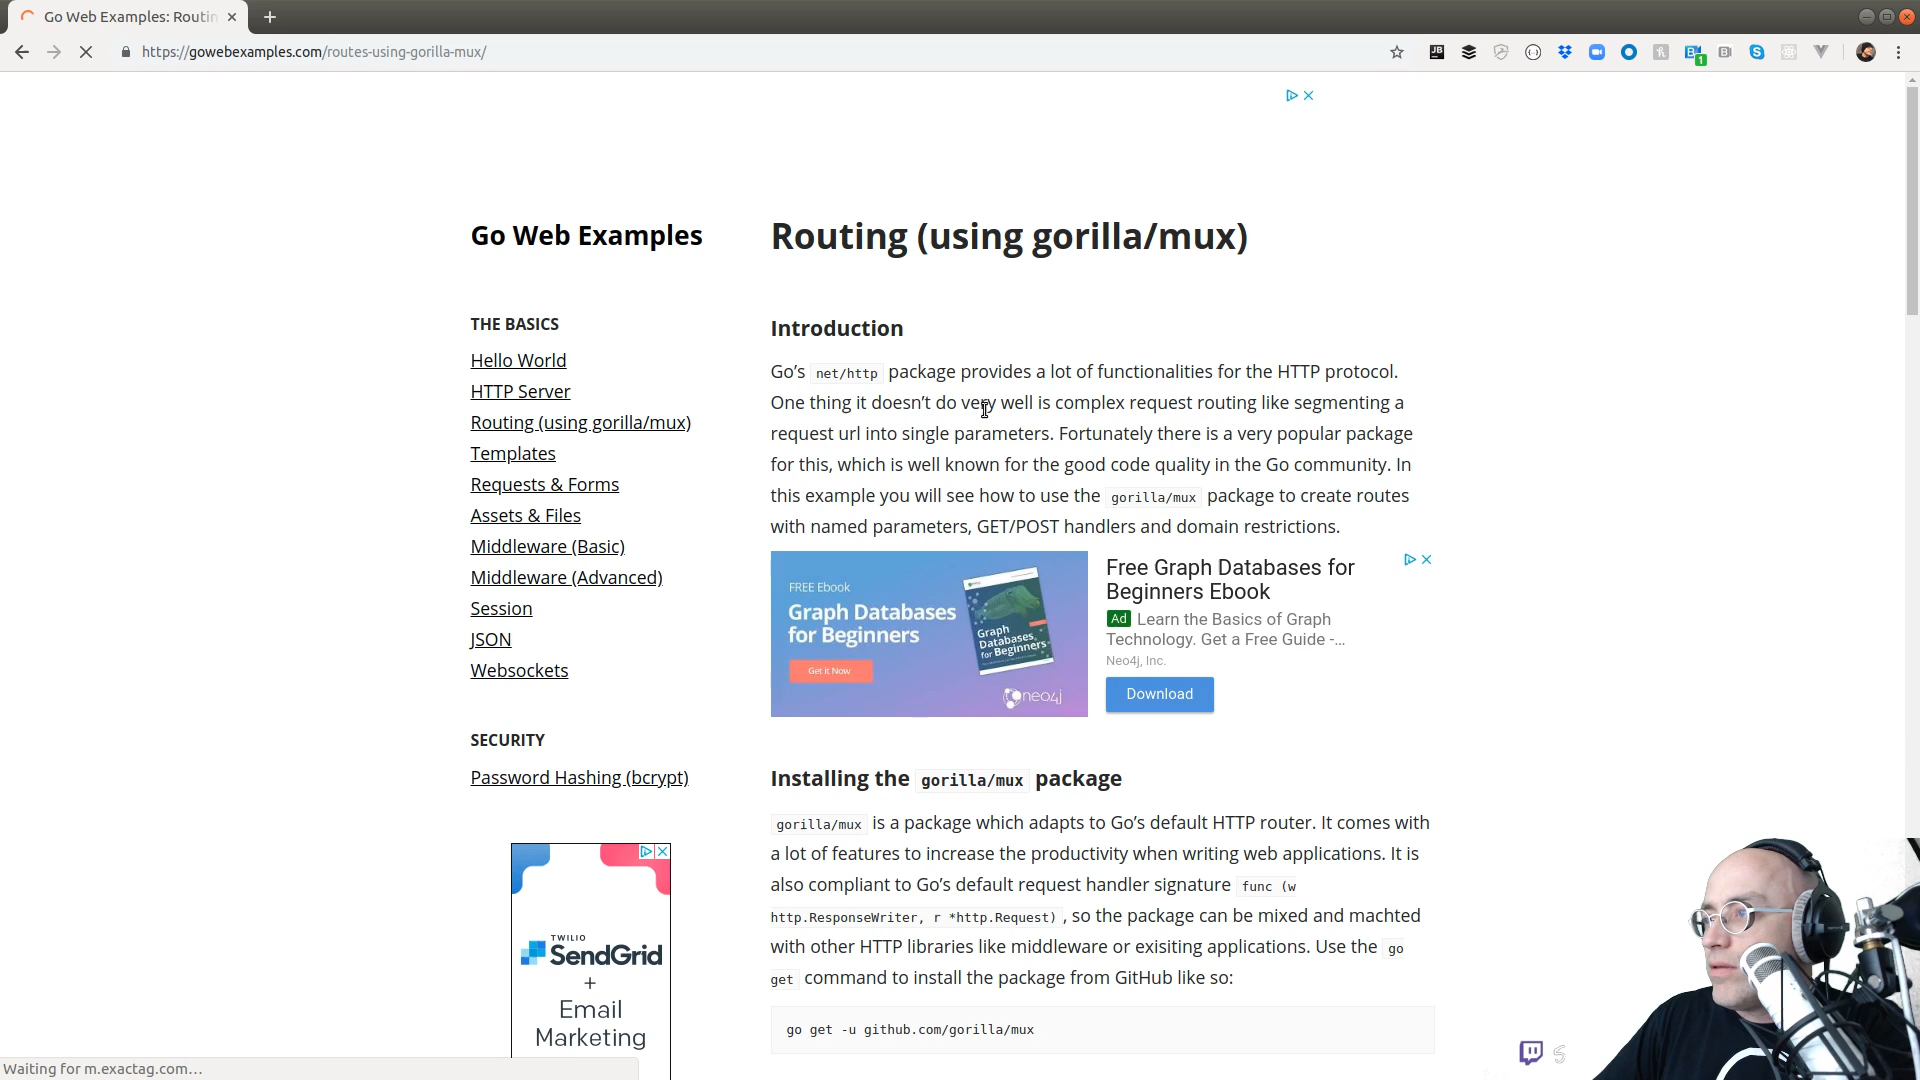 Go Web Examples: Routin
https://gowebexamples.com/routes-using-gorilla-mux/
JB
1
Go Web Examples
THE BASICS
Hello World
HTTP Server
Routing (using gorilla/mux)
Templates
Requests & Forms
Assets & Files
Middleware (Basic)
Middleware (Advanced)
Session
JSON
Websockets
SECURITY
Password Hashing (bcrypt)
TWILIO
SendGrid
+
Email
Marketing
Routing (using gorilla/mux)
Introduction
Go’s net/http package provides a lot of functionalities for the HTTP protocol.
One thing it doesn’t do very well is complex request routing like segmenting a
request url into single parameters. Fortunately there is a very popular package
for this, which is well known for the good code quality in the Go community. In
this example you will see how to use the gorilla/mux package to create routes
with named parameters, GET/POST handlers and domain restrictions.
FREE Ebook
Graph Databases
for Beginners
Get it Now
Graph
Databases
for Beginners
neo4j
Free Graph Databases for
Beginners Ebook
Ad Learn the Basics of Graph
Technology. Get a Free Guide -...
Neo4j, Inc.
Download
Installing the gorilla/mux package
gorilla/mux is a package which adapts to Go’s default HTTP router. It comes with
a lot of features to increase the productivity when writing web applications. It is
also compliant to Go’s default request handler signature func (w
http.ResponseWriter, r *http.Request) , so the package can be mixed and machted
with other HTTP libraries like middleware or exisiting applications. Use the go
get command to install the package from GitHub like so:
go get -u github.com/gorilla/mux
Waiting for m.exactag.com...